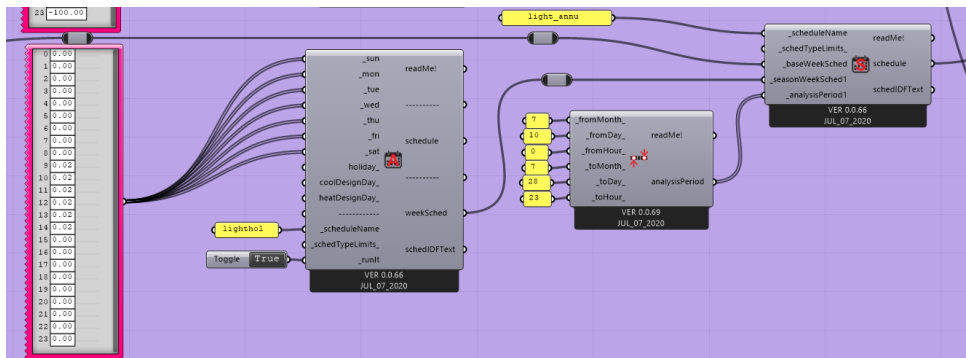 23 -100.00
0 0.00
1 0.00
2 0.00
3 0.00
4 0.00
5 0.00
6 0.00
7 0.00
8 0.00
9 0.02
10 0.02
11 0.02
12 0.02
13 0.02
14 0.02
15 0.00
16 0.00
17 0.00
18 0.00
19 0.00
20 0.00
21 0.00
22 0.00
23 0.00
lighthol
Toggle True
_sun
_mon
_tue
_wed
_thu
_fri
_sat
holiday_
coolDesignDay_
heatDesignDay_
------------
_scheduleName
_schedTypeLimits_
_runIt
readMe!
----------
schedule
----------
weekSched
schedIDFText
VER 0.0.66
JUL_07_2020
light_annu
7
10
0
7
28
23
_fromMonth_
_fromDay_
_fromHour_
_toMonth_
_toDay_
_toHour_
readMe!
analysisPeriod
VER 0.0.69
JUL_07_2020
_scheduleName
_schedTypeLimits_
_baseWeekSched
_seasonWeekSched1
_analysisPeriod1
readMe!
schedule
schedIDFText
VER 0.0.66
JUL_07_2020